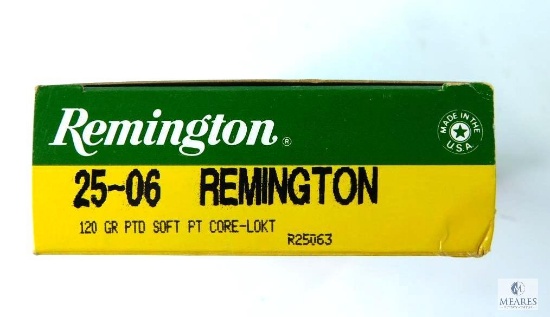 Remington®
MADE IN THE
U.S.A.
25~06 REMINGTON
120 GR PTD SOFT PT CORE-LOKT
R25063
M
MEARES